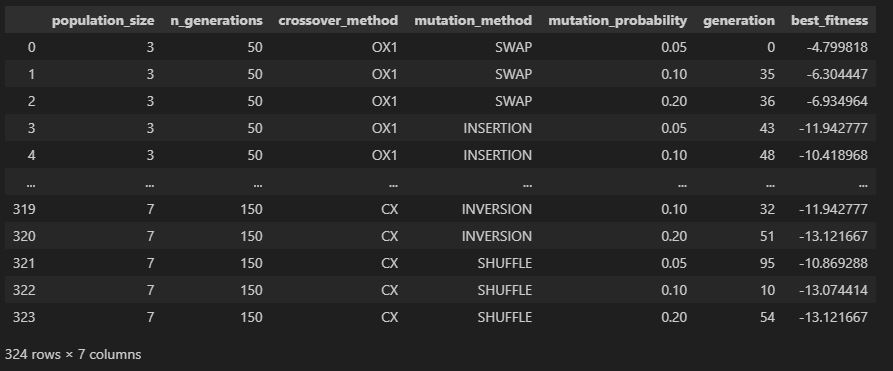 population_size n_generations crossover_method mutation_method mutation_probability generation best_fitness
0 3 50 OX1 SWAP 0.05 0 -4.799818
1 3 50 OX1 SWAP 0.10 35 -6.304447
2 3 50 OX1 SWAP 0.20 36 -6.934964
3 3 50 OX1 INSERTION 0.05 43 -11.942777
4 3 50 OX1 INSERTION 0.10 48 -10.418968
... ... ... ... ... ... ... ...
319 7 150 CX INVERSION 0.10 32 -11.942777
320 7 150 CX INVERSION 0.20 51 -13.121667
321 7 150 CX SHUFFLE 0.05 95 -10.869288
322 7 150 CX SHUFFLE 0.10 10 -13.074414
323 7 150 CX SHUFFLE 0.20 54 -13.121667
324 rows × 7 columns